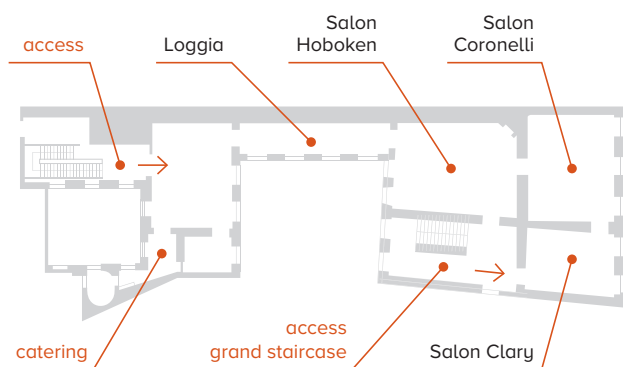 access
Loggia
Salon
Hoboken
Salon
Coronelli
catering
access
grand staircase
Salon Clary